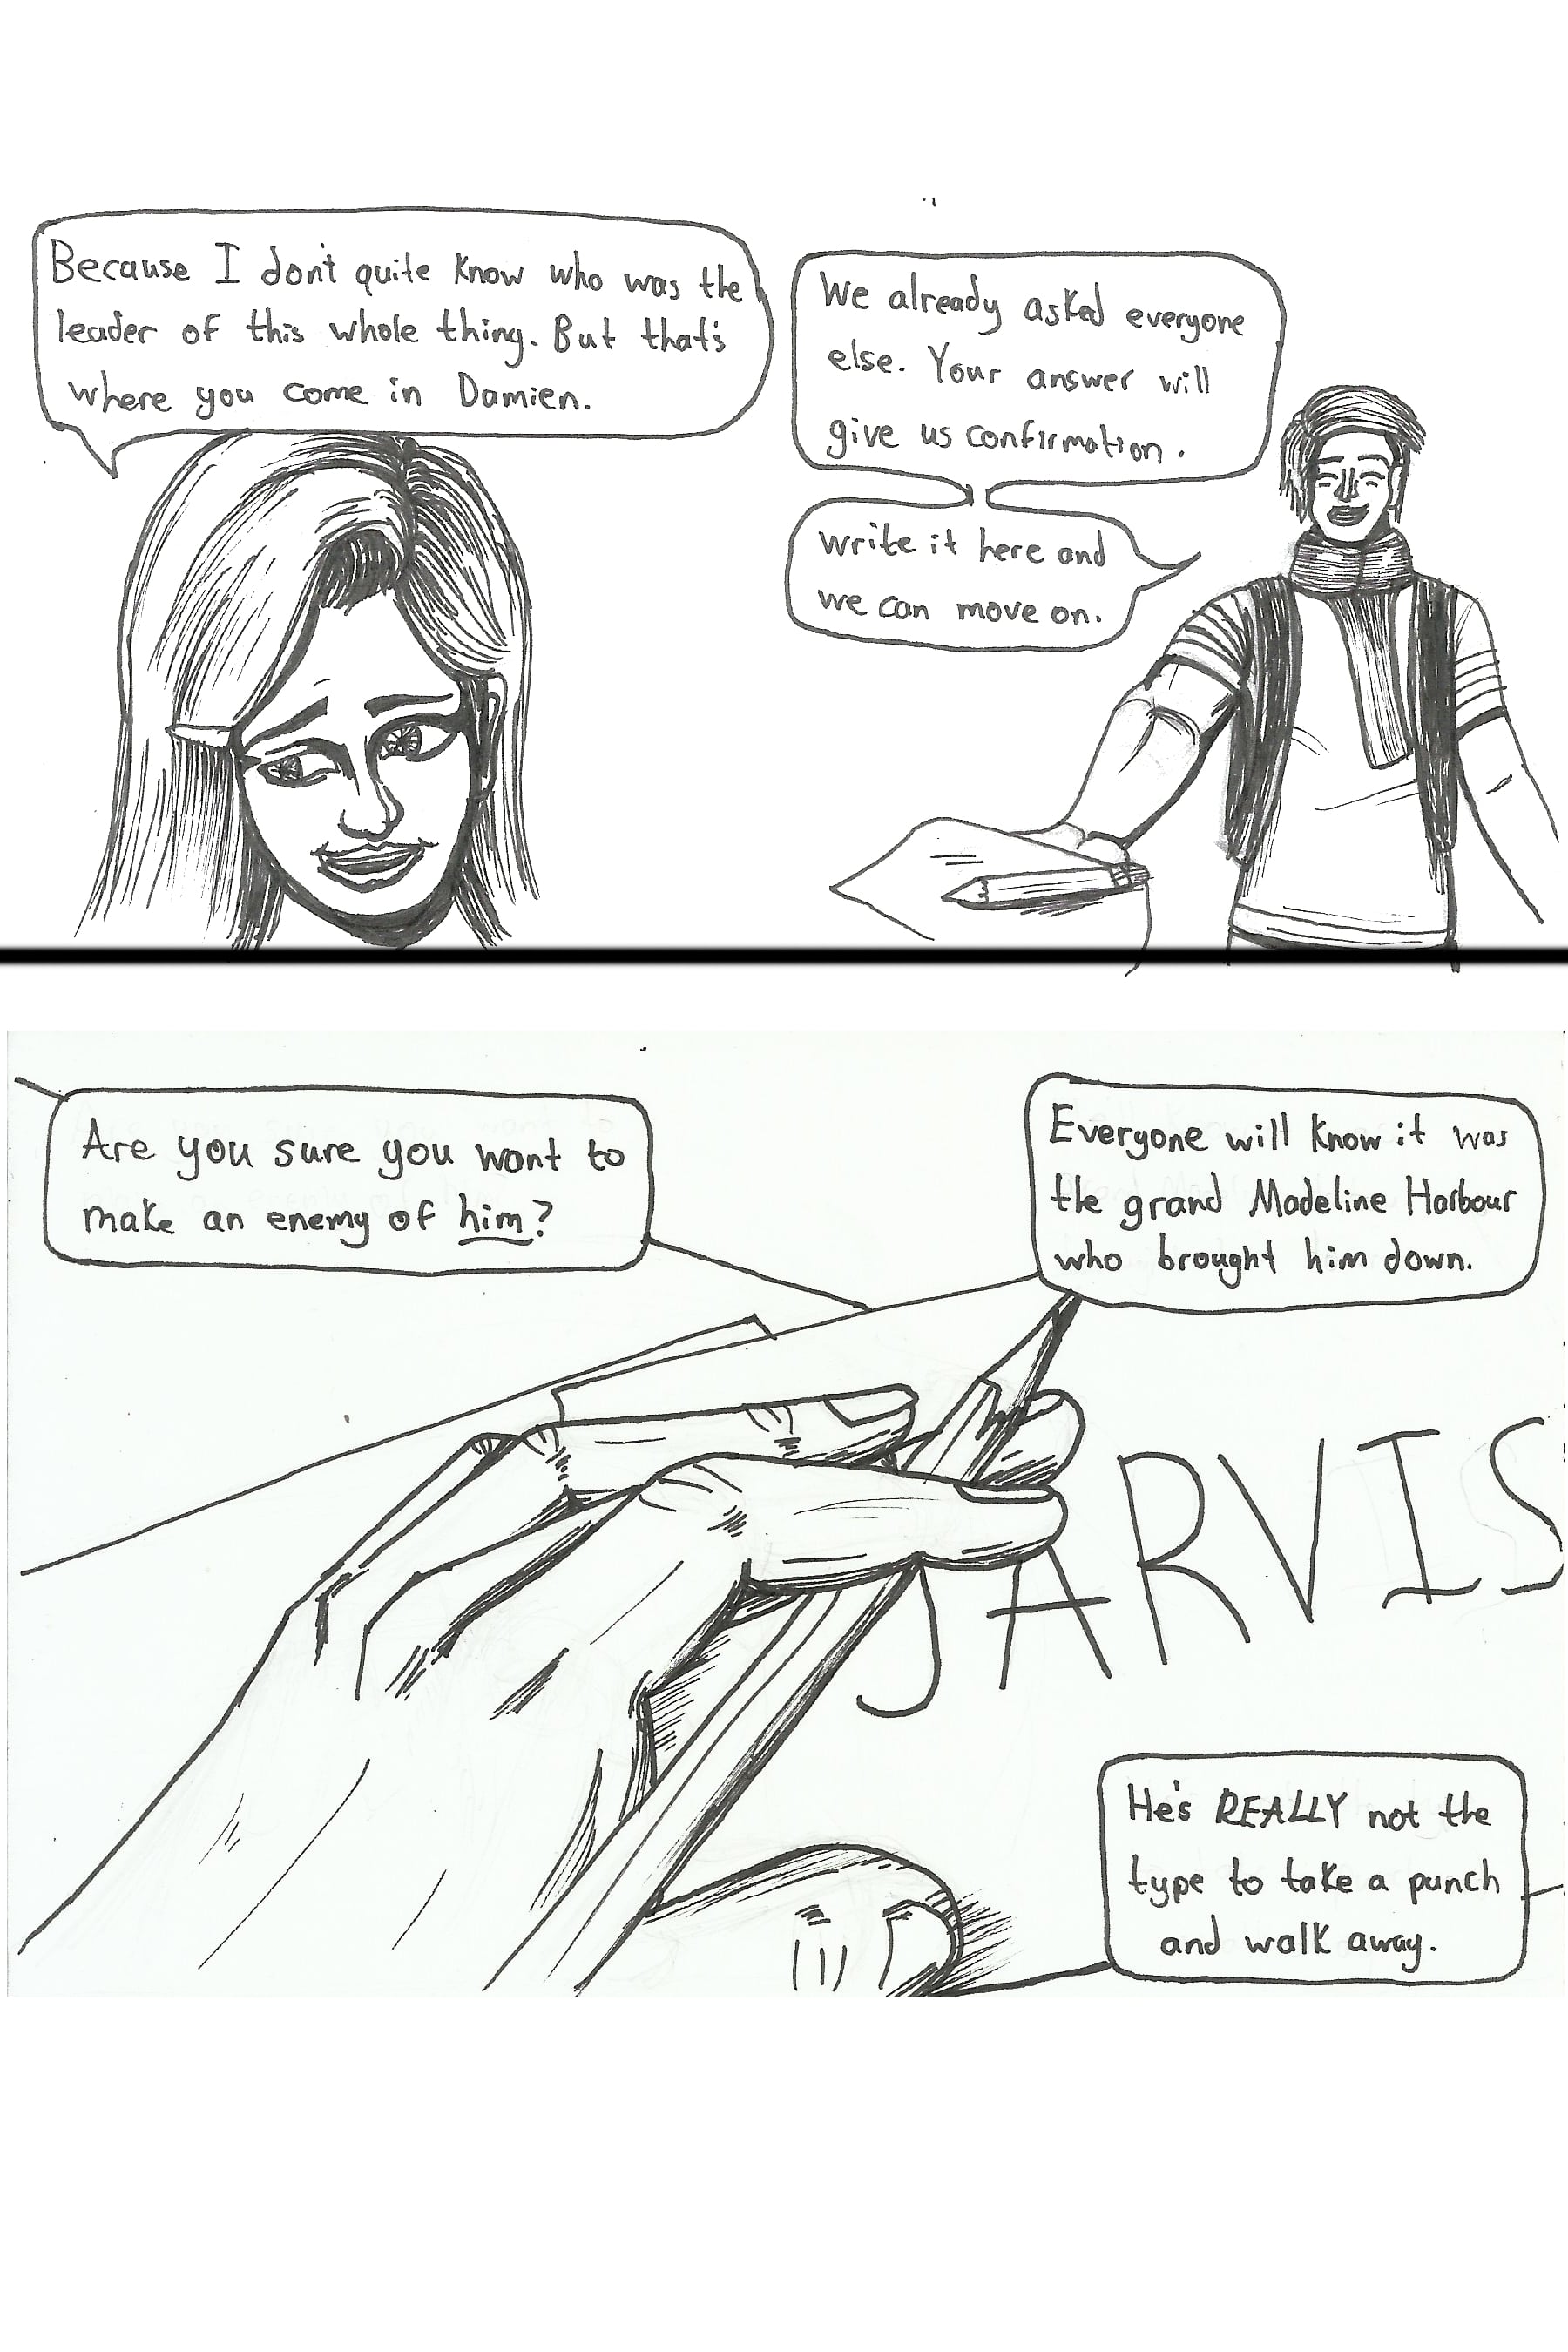 Because I don't quite know who was the
leader of this whole thing. But that's
where you come in Damien.
We already asked everyone
else. Your answer will
give us confirmation.
Write it here and
we can move on.
Are you sure you want to
make an enemy of him?
Everyone will know it was
the grand Madeline Harbour
who brought him down.
JARVIS
He's REALLY not the
type to take a punch
and walk away.